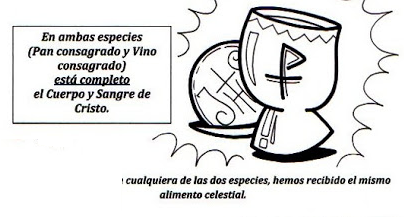 En ambas especies
(Pan consagrado y Vino
consagrado)
está completo
el Cuerpo y Sangre de
Cristo.
cualquiera de las dos especies, hemos recibido el mismo
alimento celestial.